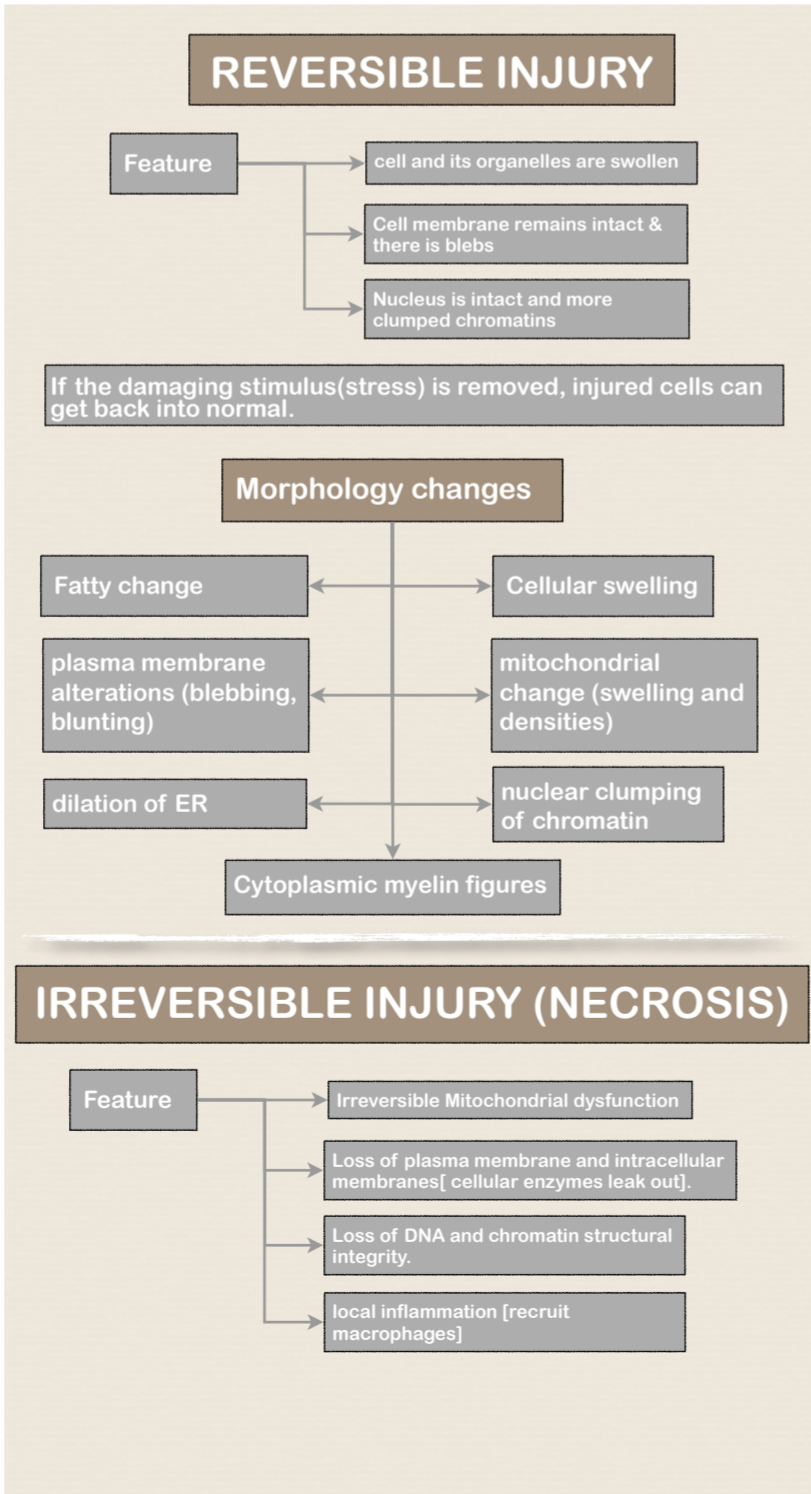 REVERSIBLE INJURY
Feature
cell and its organelles are swollen
Cell membrane remains intact &
there is blebs
Nucleus is intact and more
clumped chromatins
If the damaging stimulus(stress) is removed, injured cells can
get back into normal.
Morphology changes
Fatty change
Cellular swelling
plasma membrane
alterations (blebbing,
blunting)
mitochondrial
change (swelling and
densities)
dilation of ER
nuclear clumping
of chromatin
Cytoplasmic myelin figures
IRREVERSIBLE INJURY (NECROSIS)
Feature
Irreversible Mitochondrial dysfunction
Loss of plasma membrane and intracellular
membranes[ cellular enzymes leak out].
Loss of DNA and chromatin structural
integrity.
local inflammation [recruit
macrophages]